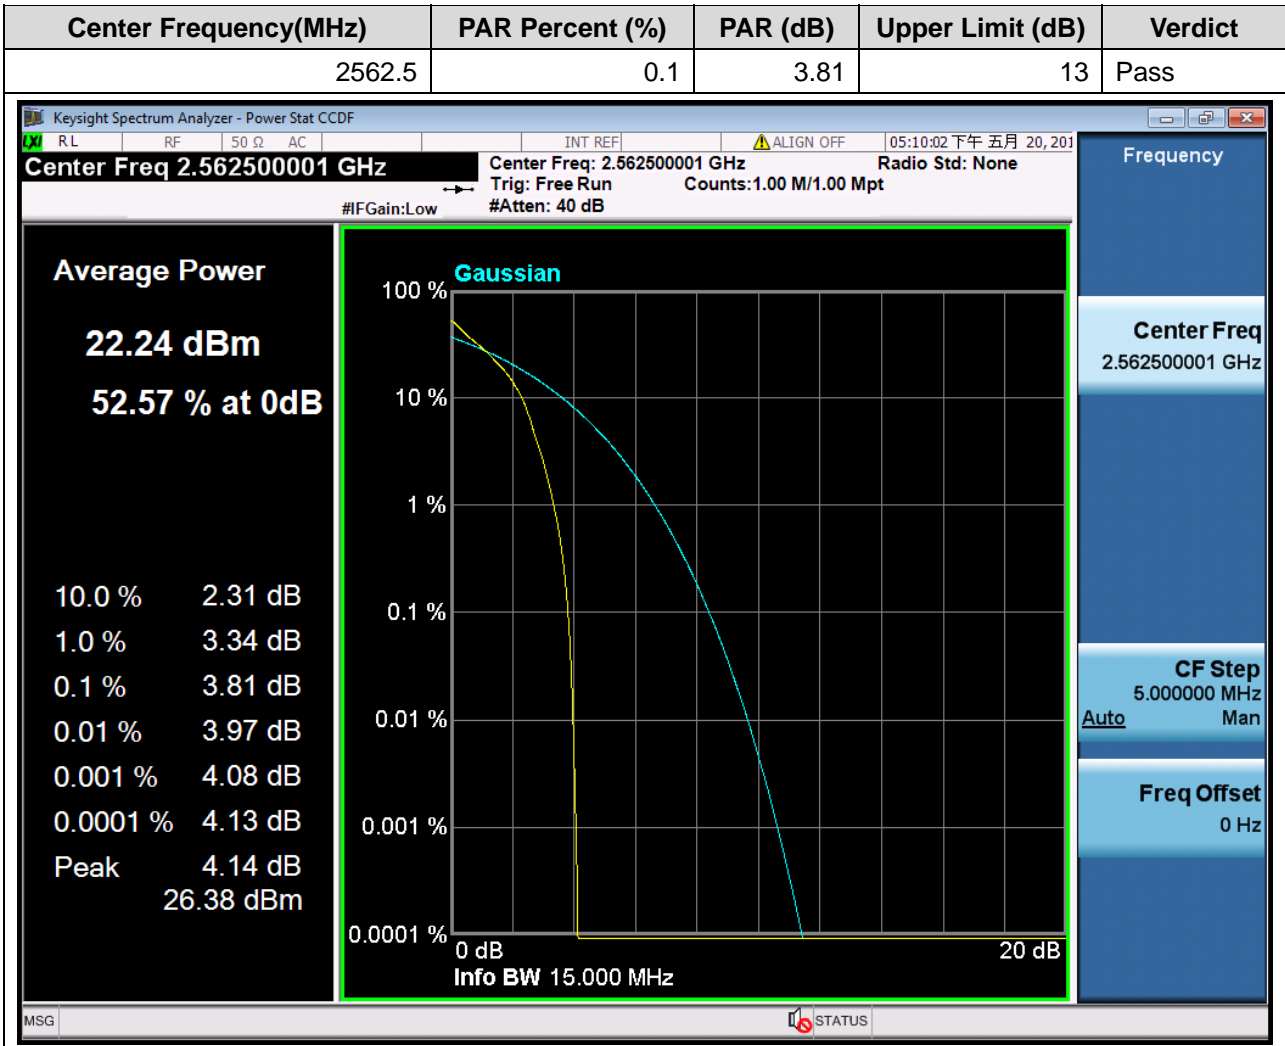 Center Frequency(MHz) PAR Percent (%) PAR (dB) Upper Limit (dB) Verdict
2562.5 0.1 3.81 13 Pass
Keysight Spectrum Analyzer - Power Stat CCDF
LXI RL RF 50 Ω AC INT REF ALIGN OFF 05:10:02 下午 五月 20, 201
Center Freq 2.562500001 GHz
Center Freq: 2.562500001 GHz Radio Std: None
Trig: Free Run Counts:1.00 M/1.00 Mpt
#IFGain:Low #Atten: 40 dB
Frequency
Average Power
22.24 dBm
52.57 % at 0dB
10.0 % 2.31 dB
1.0 % 3.34 dB
0.1 % 3.81 dB
0.01 % 3.97 dB
0.001 % 4.08 dB
0.0001 % 4.13 dB
Peak 4.14 dB
26.38 dBm
Gaussian
100 %
10 %
1 %
0.1 %
0.01 %
0.001 %
0.0001 %
0 dB 20 dB
Info BW 15.000 MHz
Center Freq
2.562500001 GHz
CF Step
5.000000 MHz
Auto Man
Freq Offset
0 Hz
MSG STATUS